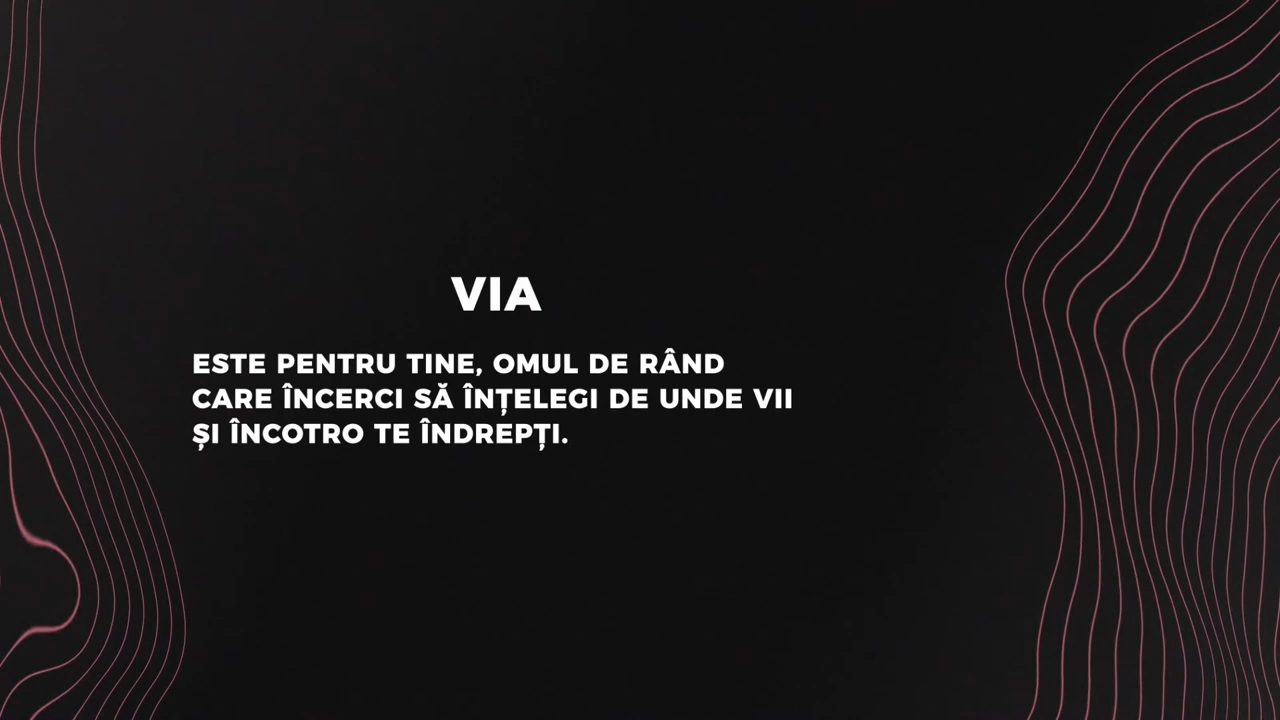 VIA
ESTE PENTRU TINE, OMUL DE RÂND
CARE ÎNCERCI SĂ ÎNȚELEGI DE UNDE VII
ȘI ÎNCOTRO TE ÎNDREPȚI.